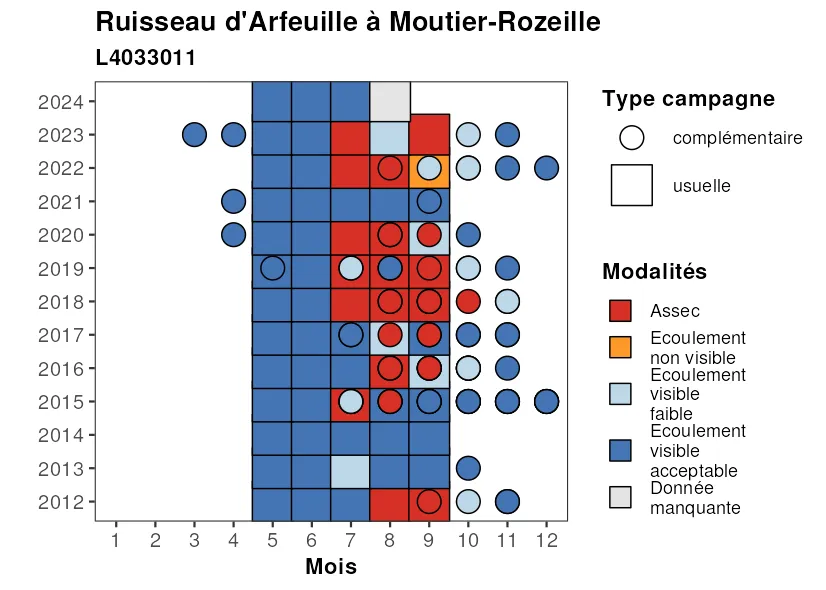 Ruisseau d'Arfeuille à Moutier-Rozeille
L4033011
2024
2023
2022
2021
2020
2019
2018
2017
2016
2015
2014
2013
2012
1 2 3 4 5 6 7 8 9 10 11 12
Mois
Type campagne
complémentaire
usuelle
Modalités
Assec
Ecoulement
non visible
Ecoulement
visible
faible
Ecoulement
visible
acceptable
Donnée
manquante